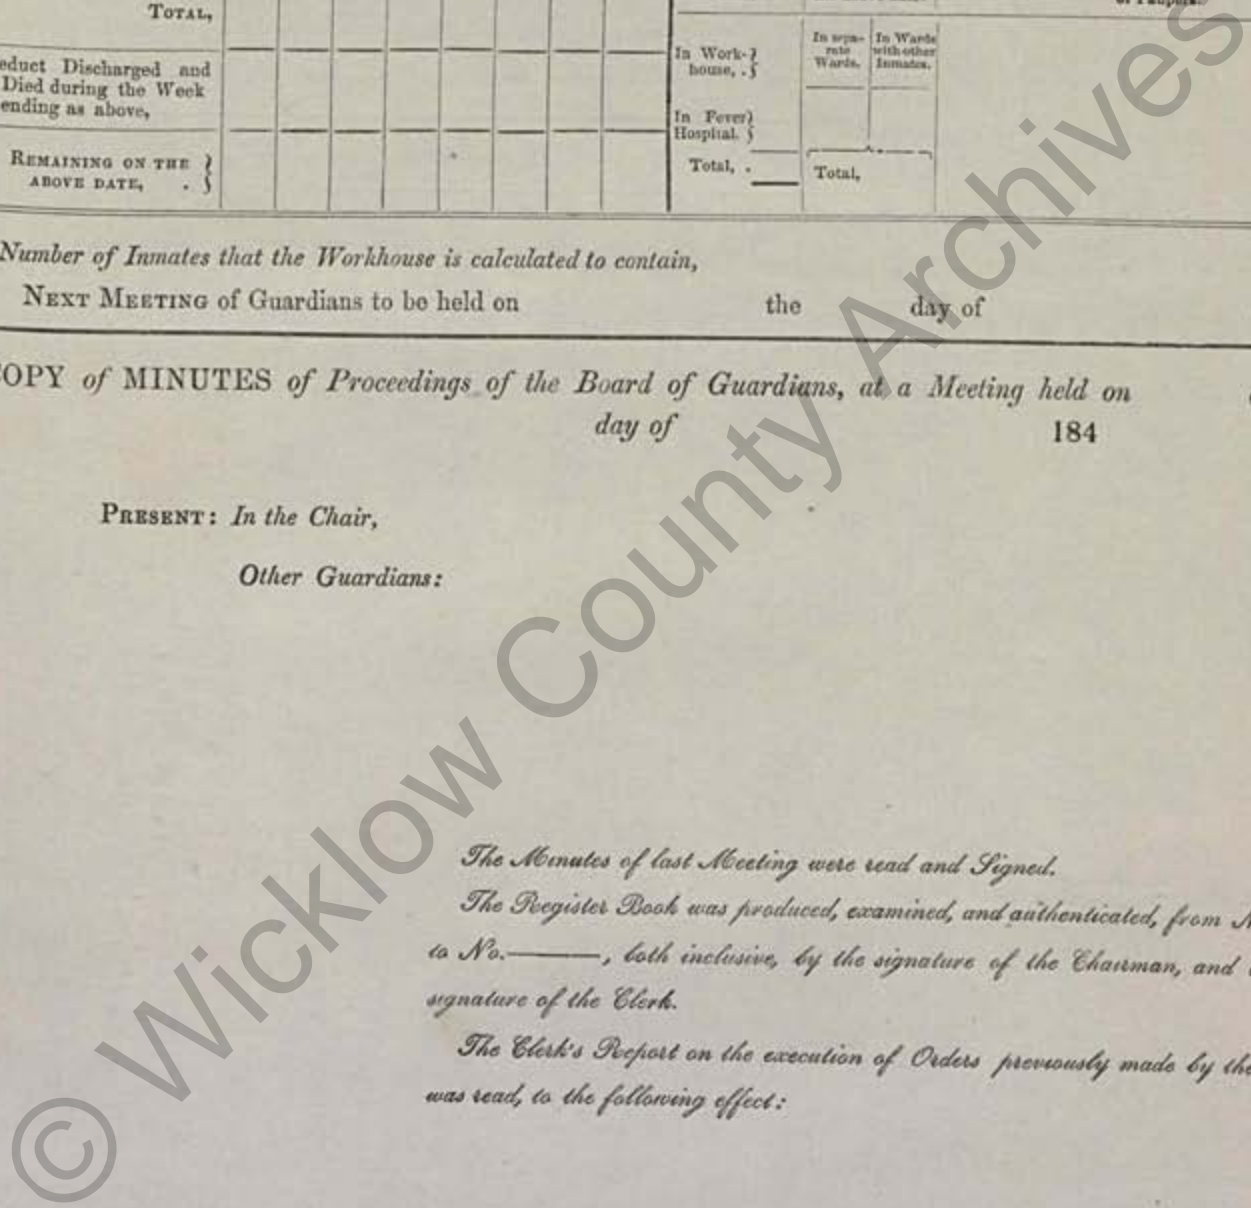 TOTAL,
educt Discharged and
Died during the Week
ending as above,
REMAINING ON THE
ABOVE DATE, .
In Work-
house, .
In Fever
Hospital.
Total, .
In sepa-
rate
Wards.
In Wards
with other
Inmates.
Total,
Number of Inmates that the Workhouse is calculated to contain,
NEXT MEETING of Guardians to be held on the day of
OPY of MINUTES of Proceedings of the Board of Guardians, at a Meeting held on
day of 184
PRESENT: In the Chair,
Other Guardians:
The Minutes of last Meeting were read and Signed.
The Register Book was produced, examined, and authenticated, from N
to No.———, both inclusive, by the signature of the Chairman, and
signature of the Clerk.
The Clerk's Report on the execution of Orders previously made by the
was read, to the following effect:
© Wicklow County Archives